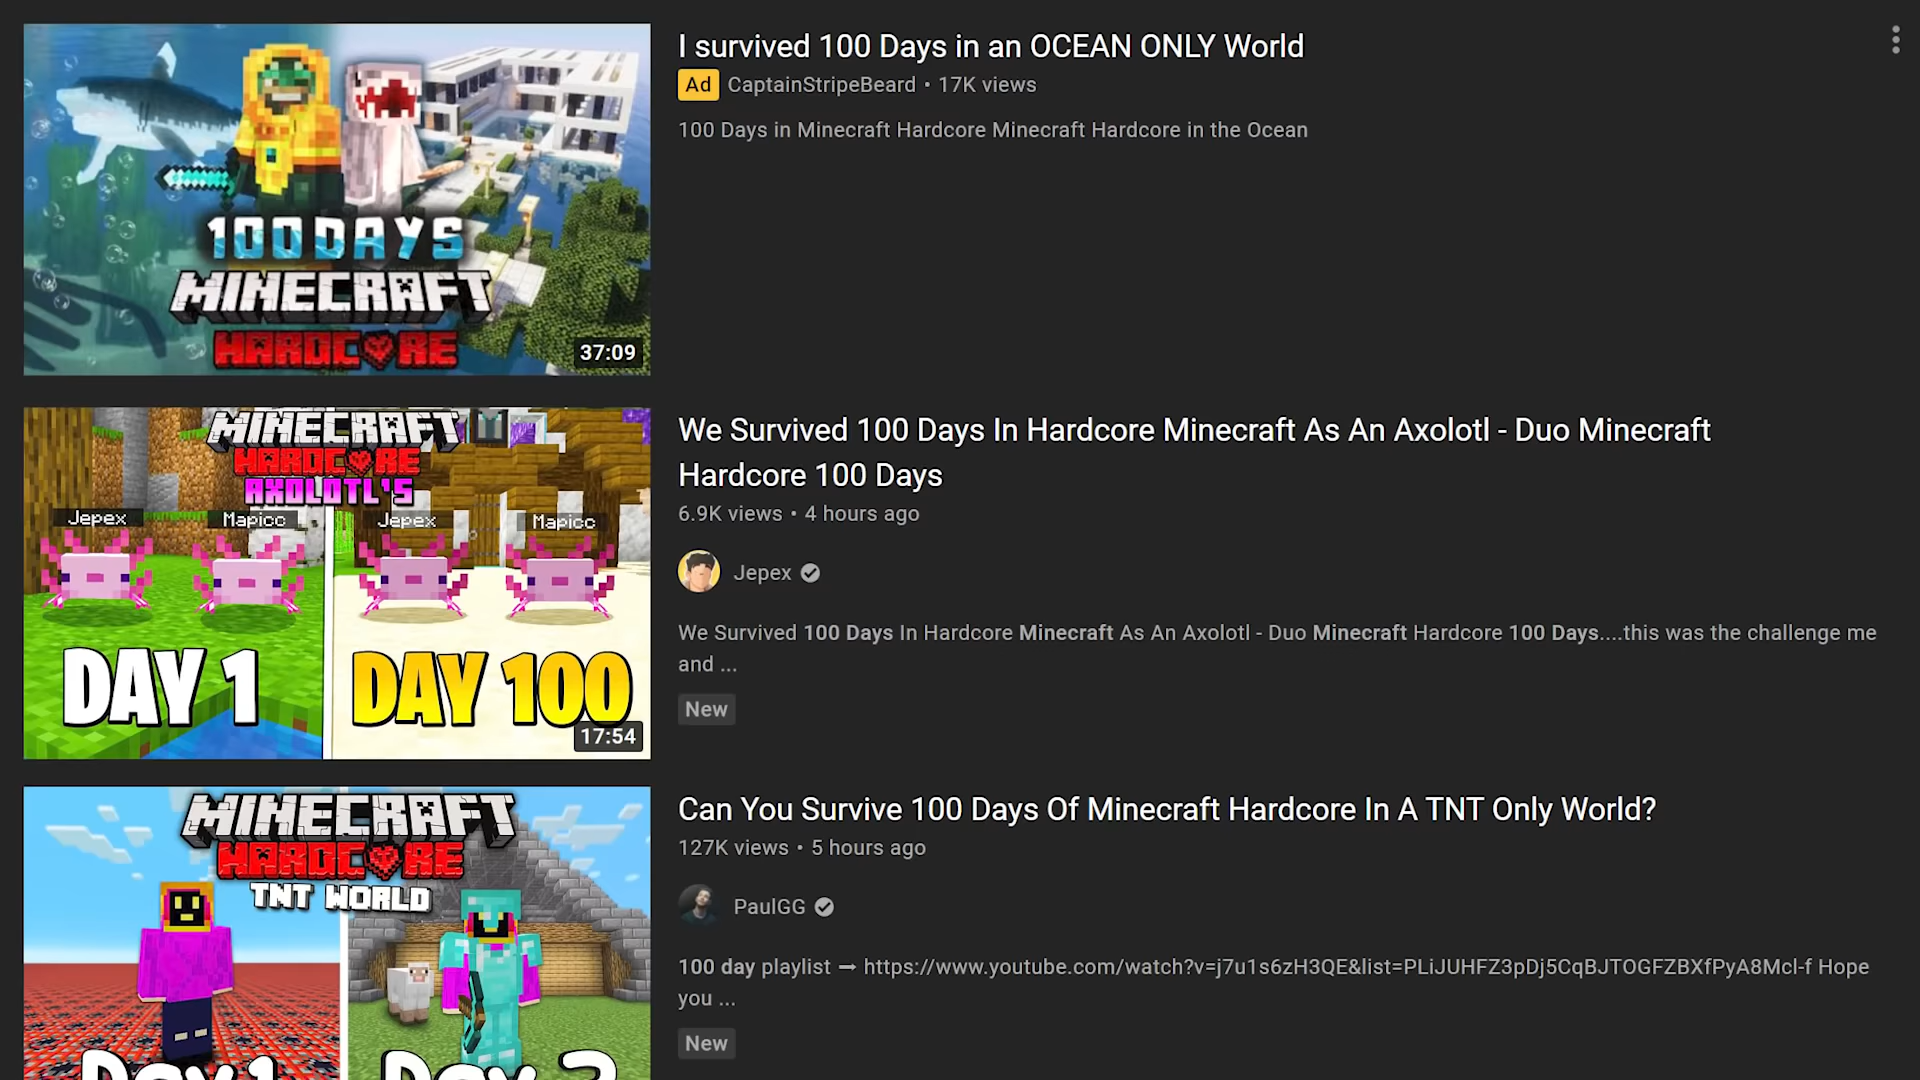 100 DAYS
MINECRAFT
HARDCORE
37:09
I survived 100 Days in an OCEAN ONLY World
Ad CaptainStripeBeard • 17K views
100 Days in Minecraft Hardcore Minecraft Hardcore in the Ocean
MINECRAFT
HARDCORE
AXOLOTL'S
Jepex Mapicc Jepex Mapicc
DAY 1 DAY 100
17:54
We Survived 100 Days In Hardcore Minecraft As An Axolotl - Duo Minecraft
Hardcore 100 Days
6.9K views • 4 hours ago
Jepex
We Survived 100 Days In Hardcore Minecraft As An Axolotl - Duo Minecraft Hardcore 100 Days....this was the challenge me
and ...
New
MINECRAFT
HARDCORE
TNT WORLD
Day 1
Can You Survive 100 Days Of Minecraft Hardcore In A TNT Only World?
127K views • 5 hours ago
PaulGG
100 day playlist ➞ https://www.youtube.com/watch?v=j7u1s6zH3QE&list=PLiJUHFZ3pDj5CqBJTOGFZBXfPyA8Mcl-f Hope
you ...
New